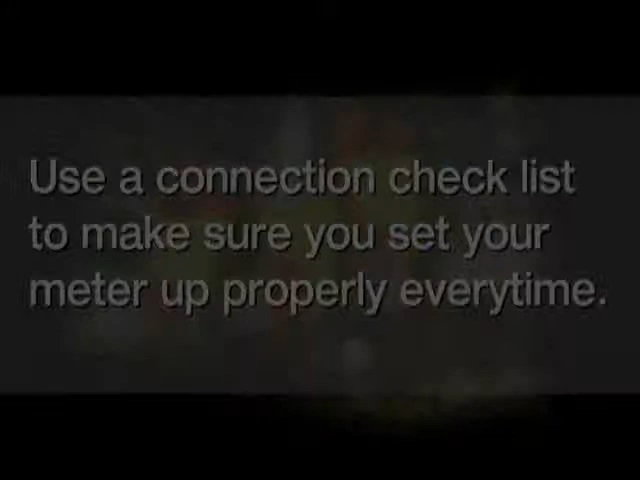 Use a connection check list
to make sure you set your
meter up properly everytime.